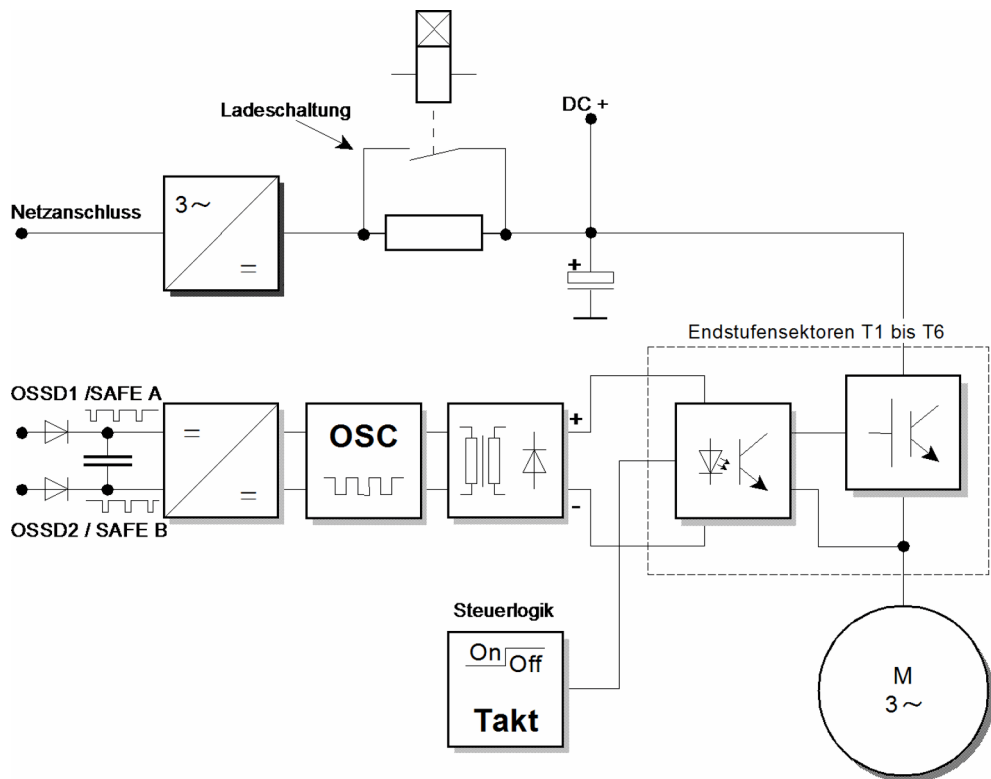 Ladeschaltung
DC +
Netzanschluss
3~
=
+
Endstufensektoren T1 bis T6
OSSD1 /SAFE A
=
=
OSC
+
-
OSSD2 / SAFE B
Steuerlogik
On Off
Takt
M
3~